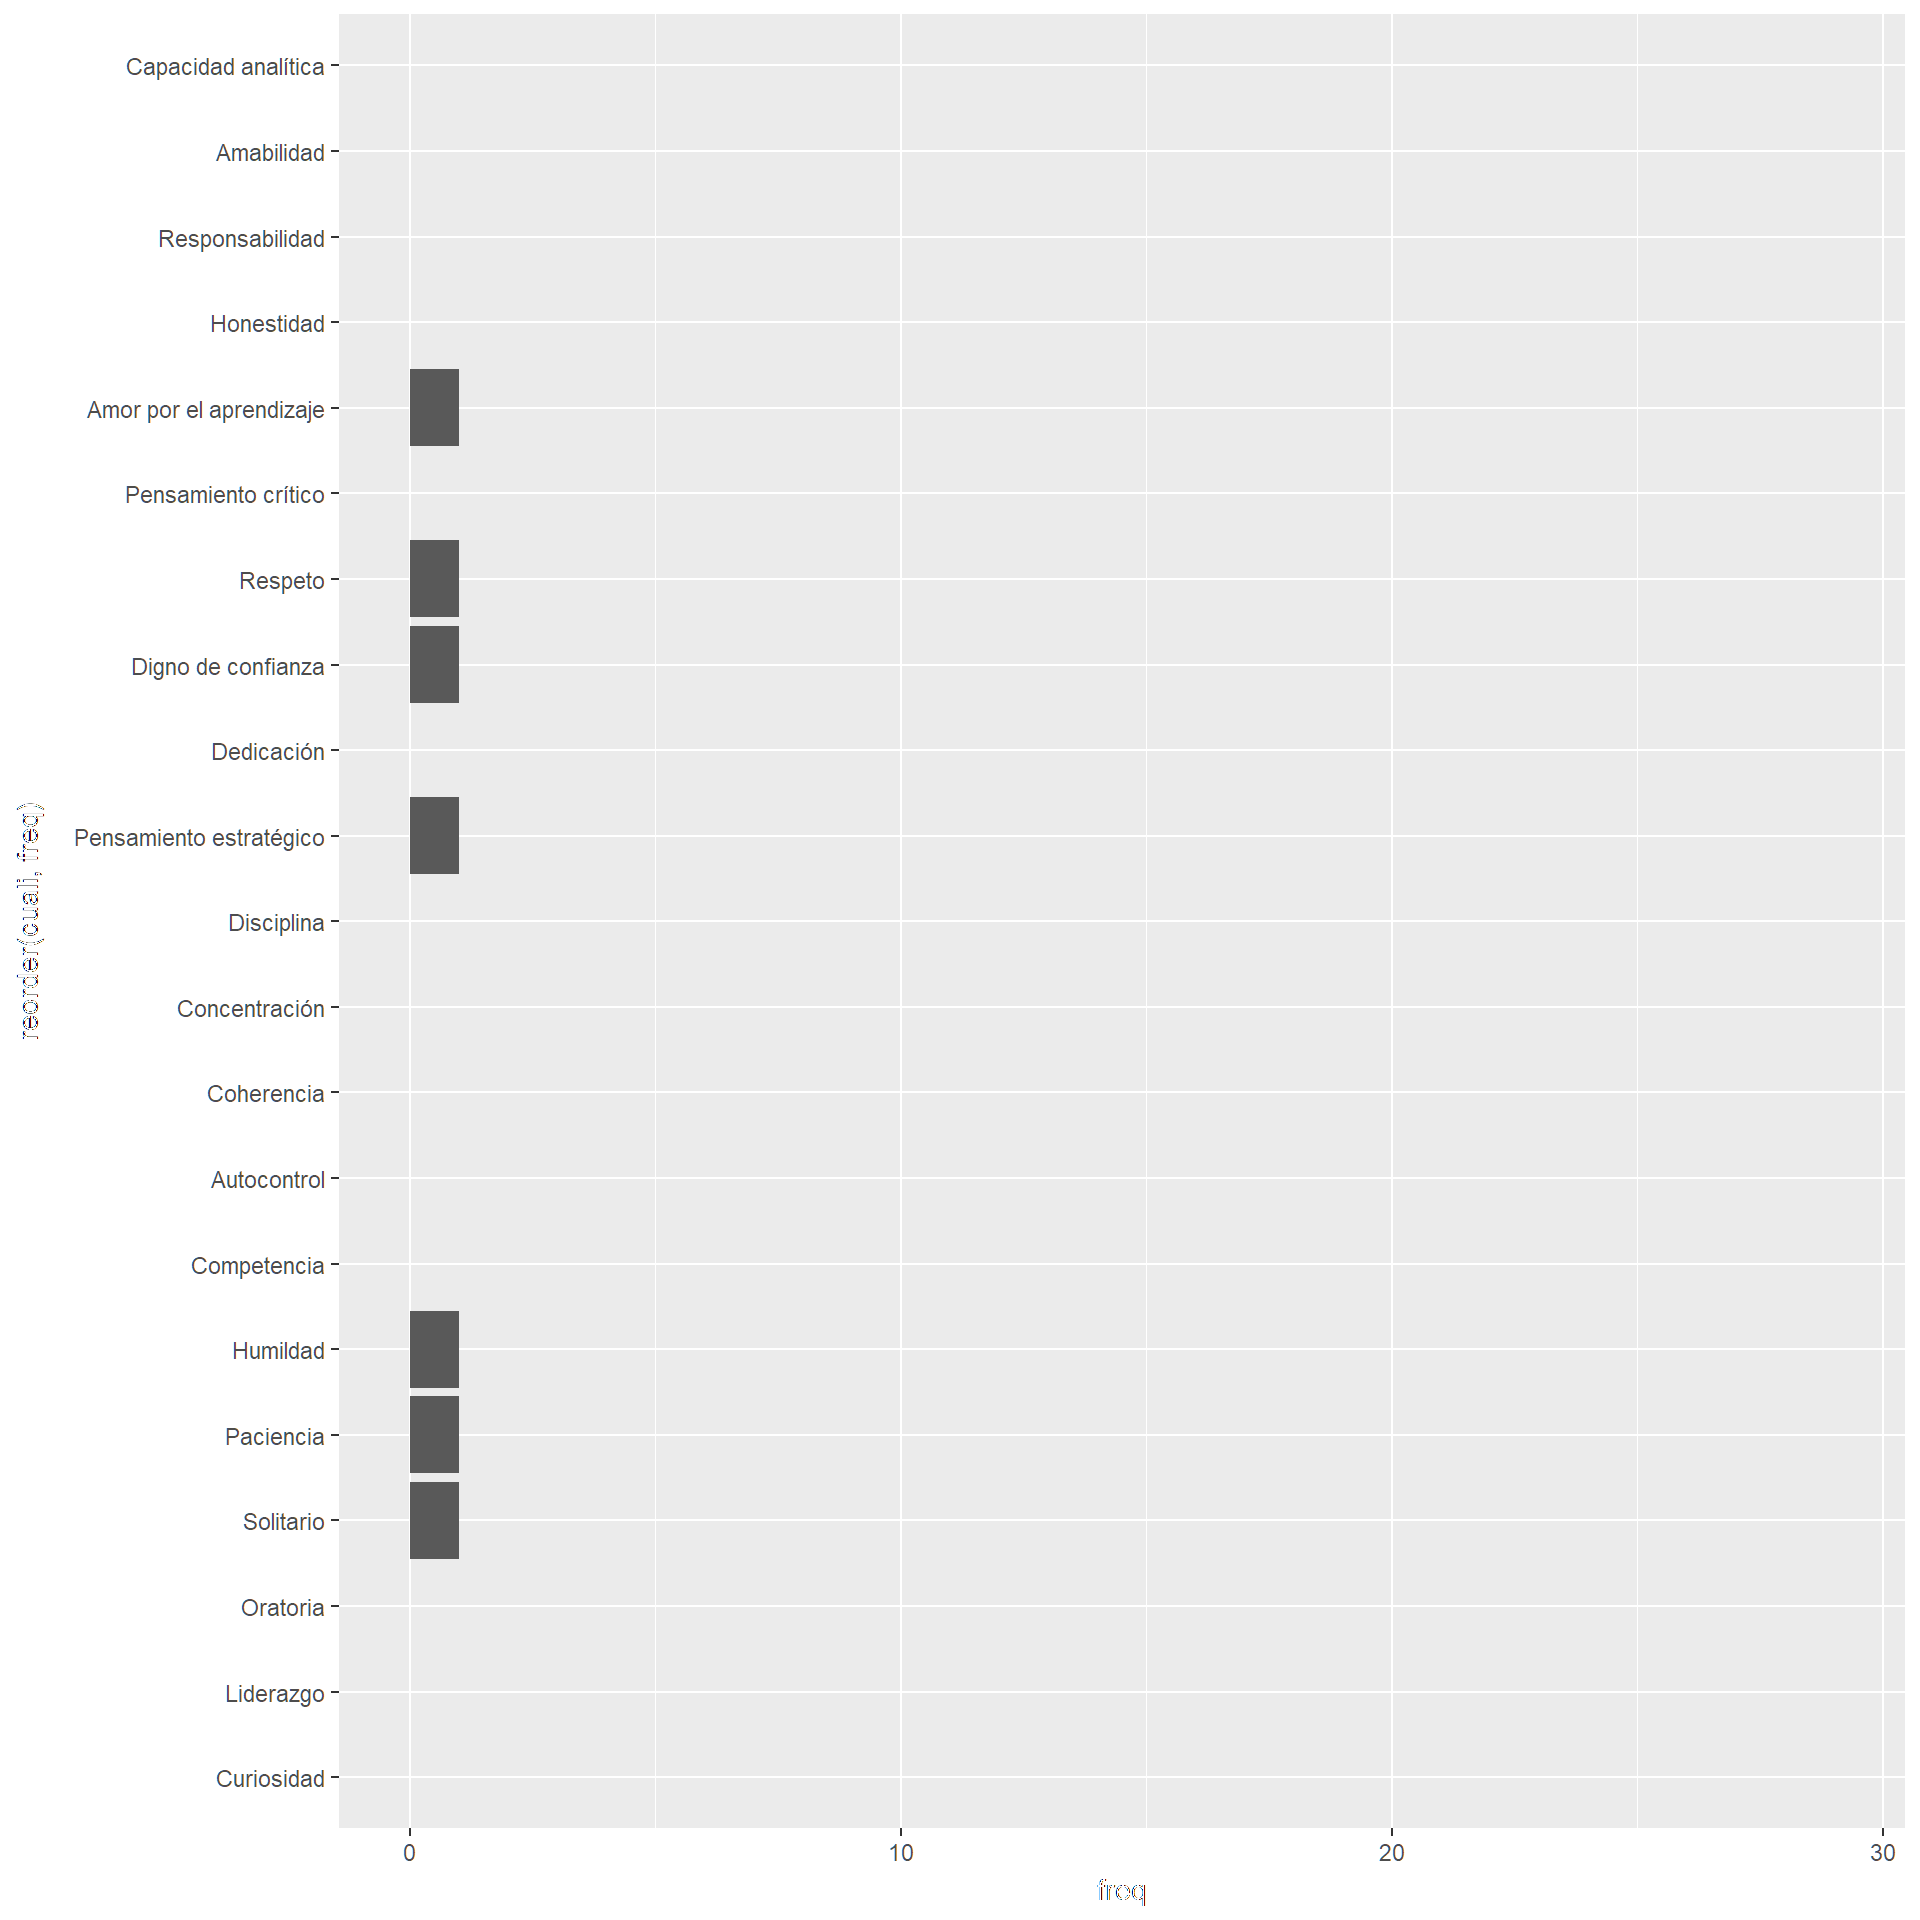 Capacidad analítica
Amabilidad
Responsabilidad
Honestidad
Amor por el aprendizaje
Pensamiento crítico
Respeto
Digno de confianza
Dedicación
Pensamiento estratégico
Disciplina
Concentración
Coherencia
Autocontrol
Competencia
Humildad
Paciencia
Solitario
Oratoria
Liderazgo
Curiosidad
reorder(cuali, freq)
0 10 20 30
freq